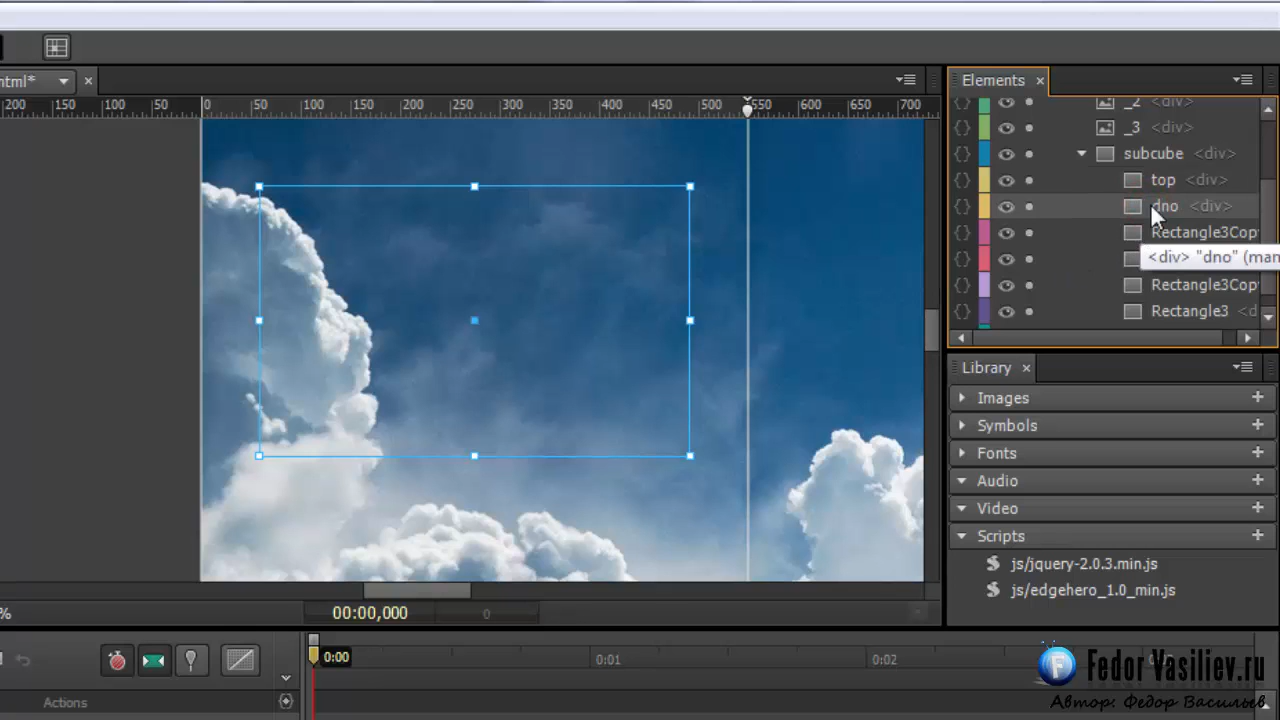 html*
Elements
200 150 100 50 0 50 100 150 200 250 300 350 400 450 500 550 600 650 700
_2 <div>
_3 <div>
subcube <div>
top <div>
dno <div>
Rectangle3Cop
<div> "dno" (man
Rectangle3Cop
Rectangle3 <d
Library
Images
Symbols
Fonts
Audio
Video
Scripts
js/jquery-2.0.3.min.js
js/edgehero_1.0_min.js
% 00:00,000 0
0:00 0:01 0:02
Fedor Vasiliev.ru
Actions
Автор: Федор Васильев